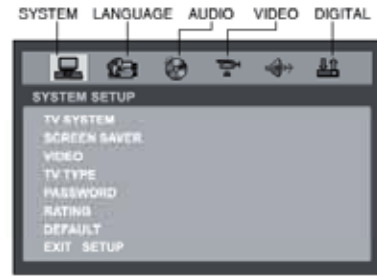 SYSTEM LANGUAGE AUDIO VIDEO DIGITAL
SYSTEM SETUP
TV SYSTEM
SCREEN SAVER
VIDEO
TV TYPE
PASSWORD
RATING
DEFAULT
EXIT SETUP